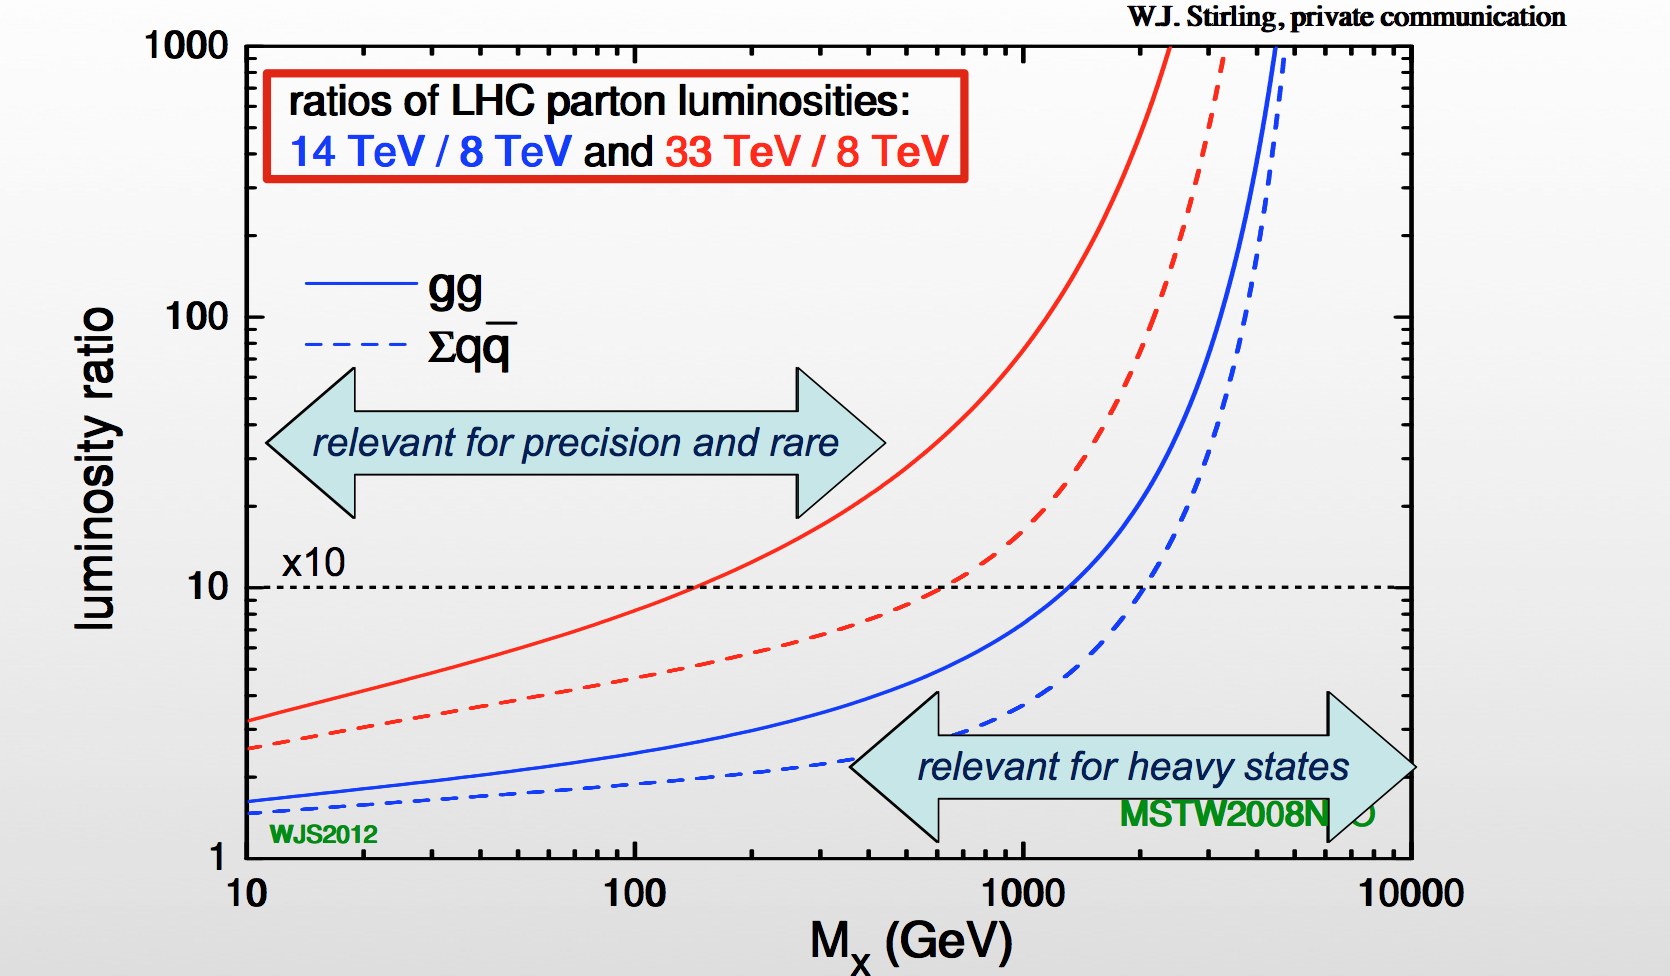 W.J. Stirling, private communication
1000
ratios of LHC parton luminosities:
14 TeV / 8 TeV and 33 TeV / 8 TeV
gg
Σqq̅
100
relevant for precision and rare
luminosity ratio
x10
10
relevant for heavy states
WJS2012
1
10
100
1000
10000
Mx (GeV)